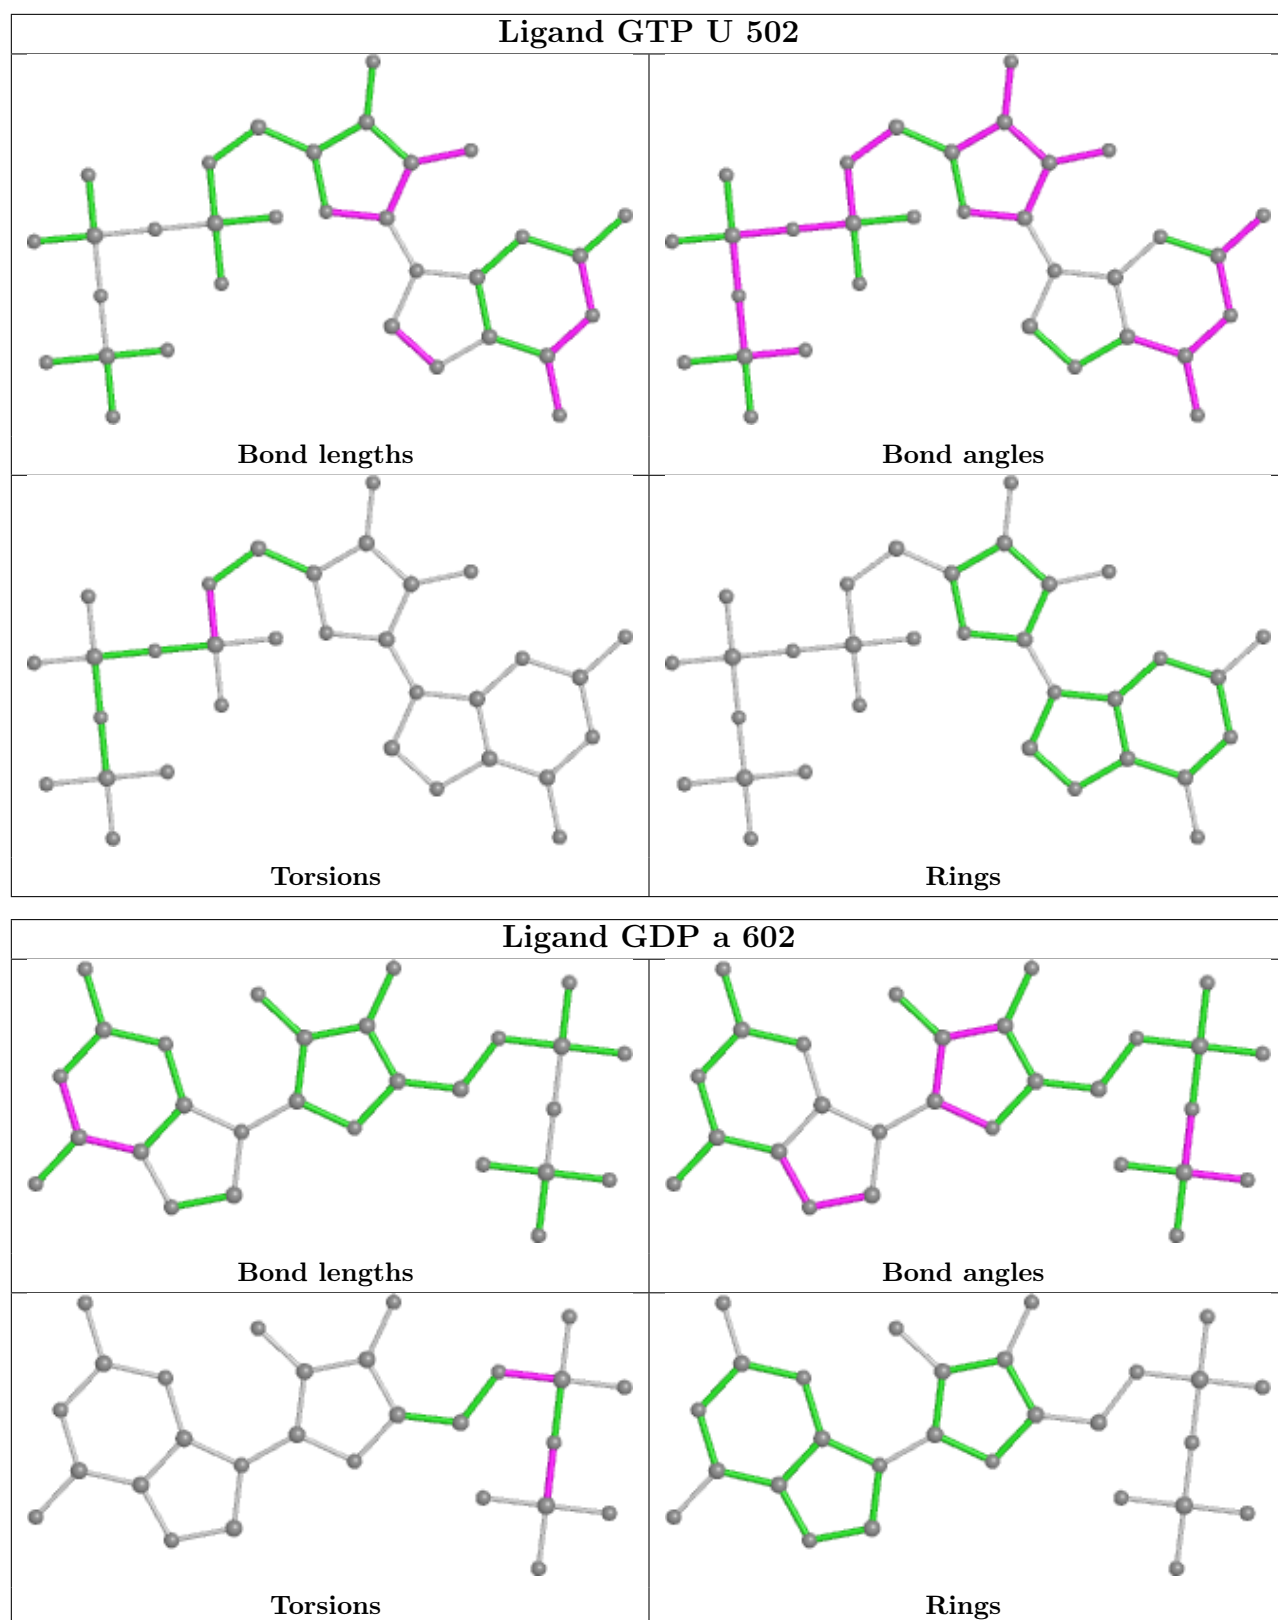 Ligand GTP U 502
Bond lengths
Bond angles
Torsions
Rings
Ligand GDP a 602
Bond lengths
Bond angles
Torsions
Rings